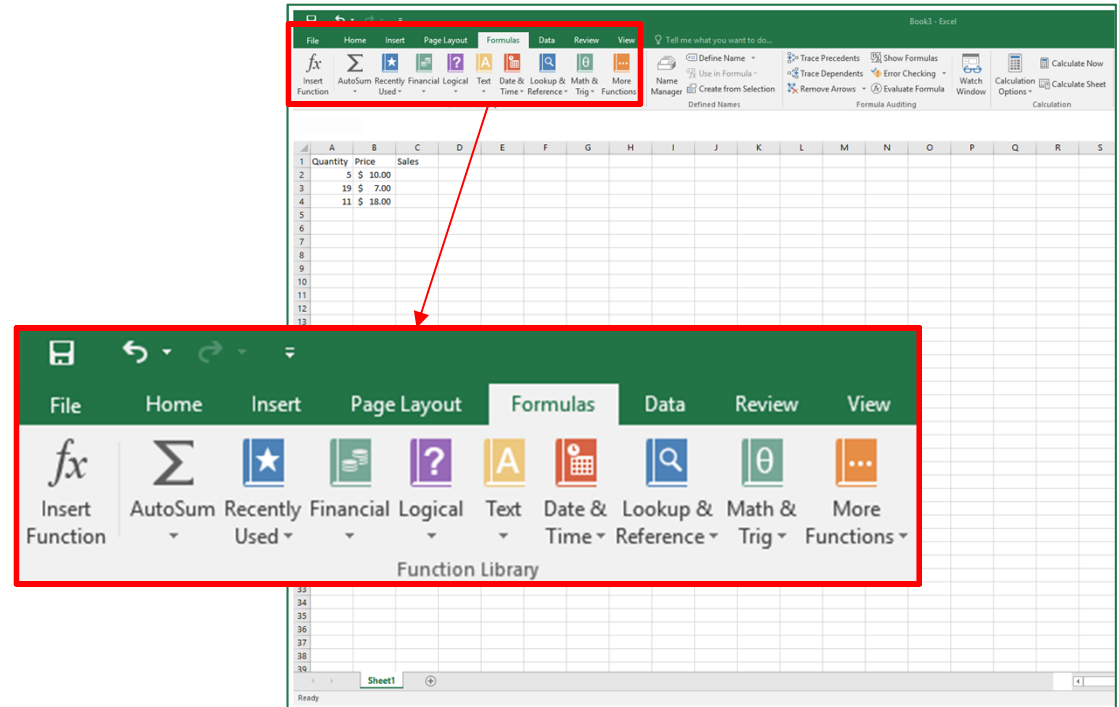 Book3 - Excel
File Home Insert Page Layout Formulas Data Review View Tell me what you want to do...
fx Insert Function
AutoSum
Recently Used
Financial
Logical
Text
Date & Time
Lookup & Reference
Math & Trig
More Functions
Name Manager
Define Name
Use in Formula
Create from Selection
Defined Names
Trace Precedents
Trace Dependents
Remove Arrows
Show Formulas
Error Checking
Evaluate Formula
Formula Auditing
Watch Window
Calculation Options
Calculate Now
Calculate Sheet
Calculation
A B C D E F G H I J K L M N O P Q R S
1 Quantity Price Sales
2 5 $ 10.00
3 19 $ 7.00
4 11 $ 18.00
5
6
7
8
9
10
11
12
13
File Home Insert Page Layout Formulas Data Review View
fx Σ ? A θ
Insert AutoSum Recently Financial Logical Text Date & Lookup & Math & More
Function Used Time Reference Trig Functions
Function Library
33
34
35
36
37
38
39
Sheet1
Ready